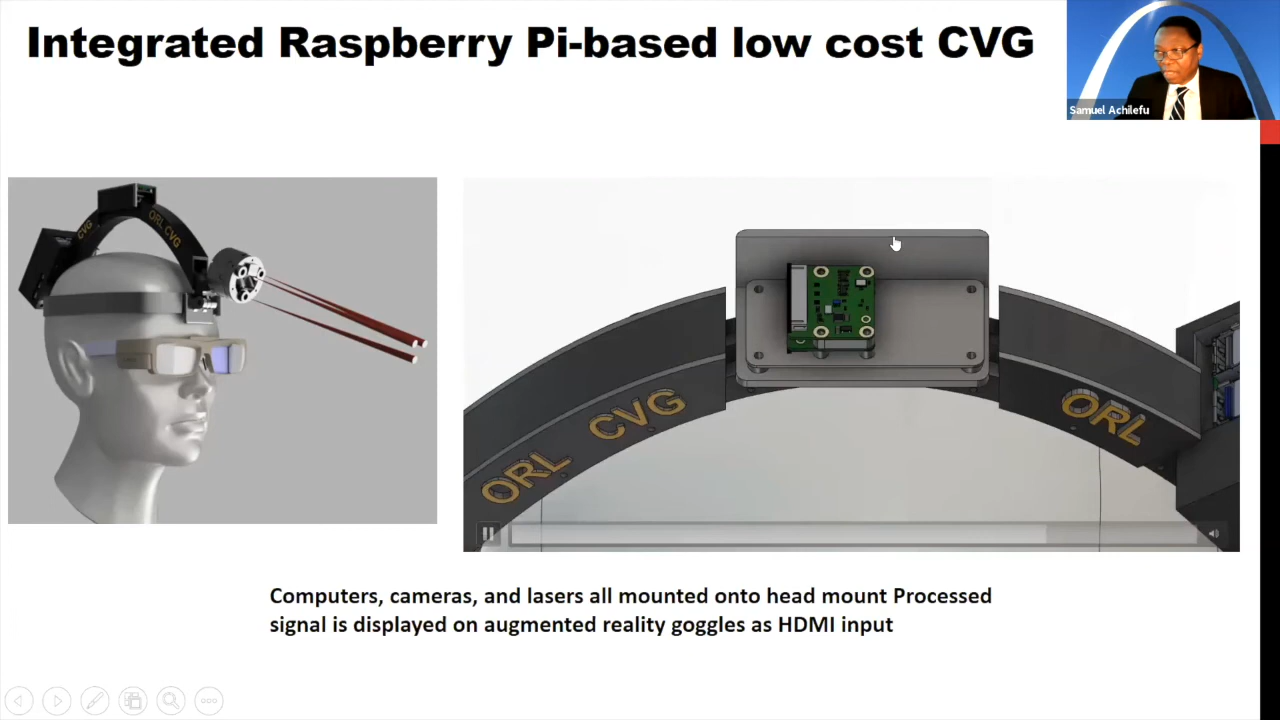 Integrated Raspberry Pi-based low cost CVG
Samuel Achilefu
CVG
ORL CVG
ORL CVG
ORL
Computers, cameras, and lasers all mounted onto head mount Processed
signal is displayed on augmented reality goggles as HDMI input